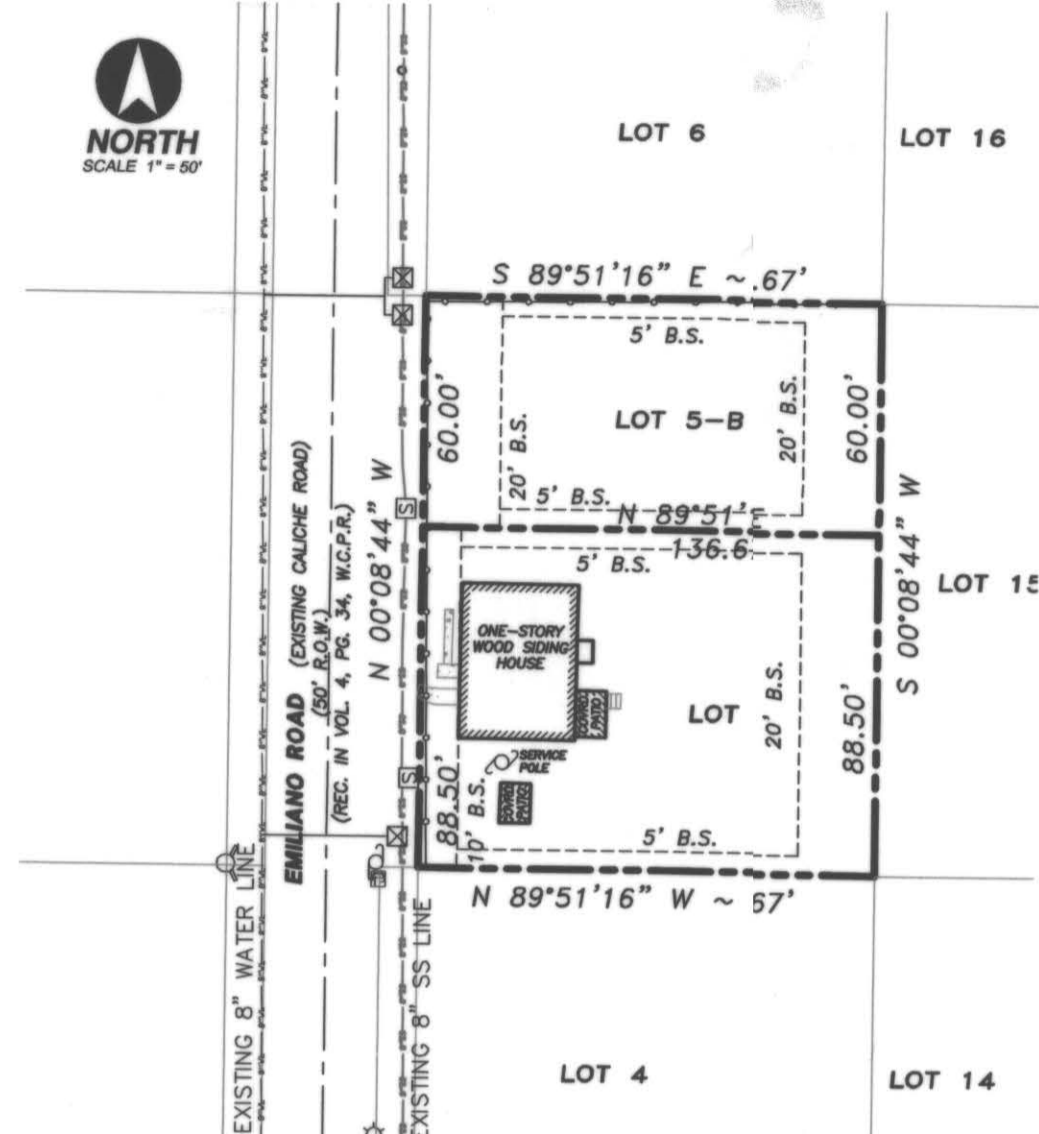 NORTH
SCALE 1" = 50'
LOT 6
LOT 16
S 89°51'16" E ~ .67'
5' B.S.
60.00'
LOT 5-B
20' B.S.
20' B.S.
60.00'
5' B.S.
N 89°51'
136.6
5' B.S.
EMILIANO ROAD (EXISTING CALICHE ROAD)
(50' R.O.W.)
(REC. IN VOL. 4, PG. 34, W.C.P.R.)
N 00°08'44" W
S
S 00°08'44" W
LOT 15
ONE-STORY
WOOD SIDING
HOUSE
COVRD
PATIO
LOT
20' B.S.
88.50'
SERVICE
POLE
COVRD
PATIO
S
88.50'
10' B.S.
5' B.S.
N 89°51'16" W ~ 67'
EXISTING 8" WATER LINE
EXISTING 8" SS LINE
LOT 4
LOT 14